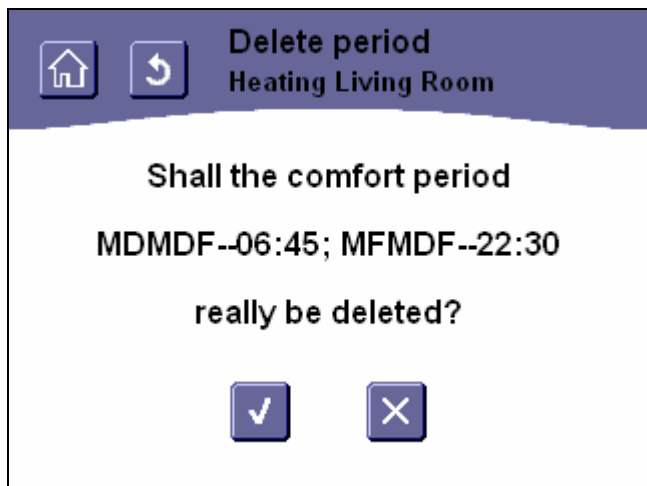 Delete period
Heating Living Room
Shall the comfort period
MDMDF--06:45; MFMDF--22:30
really be deleted?